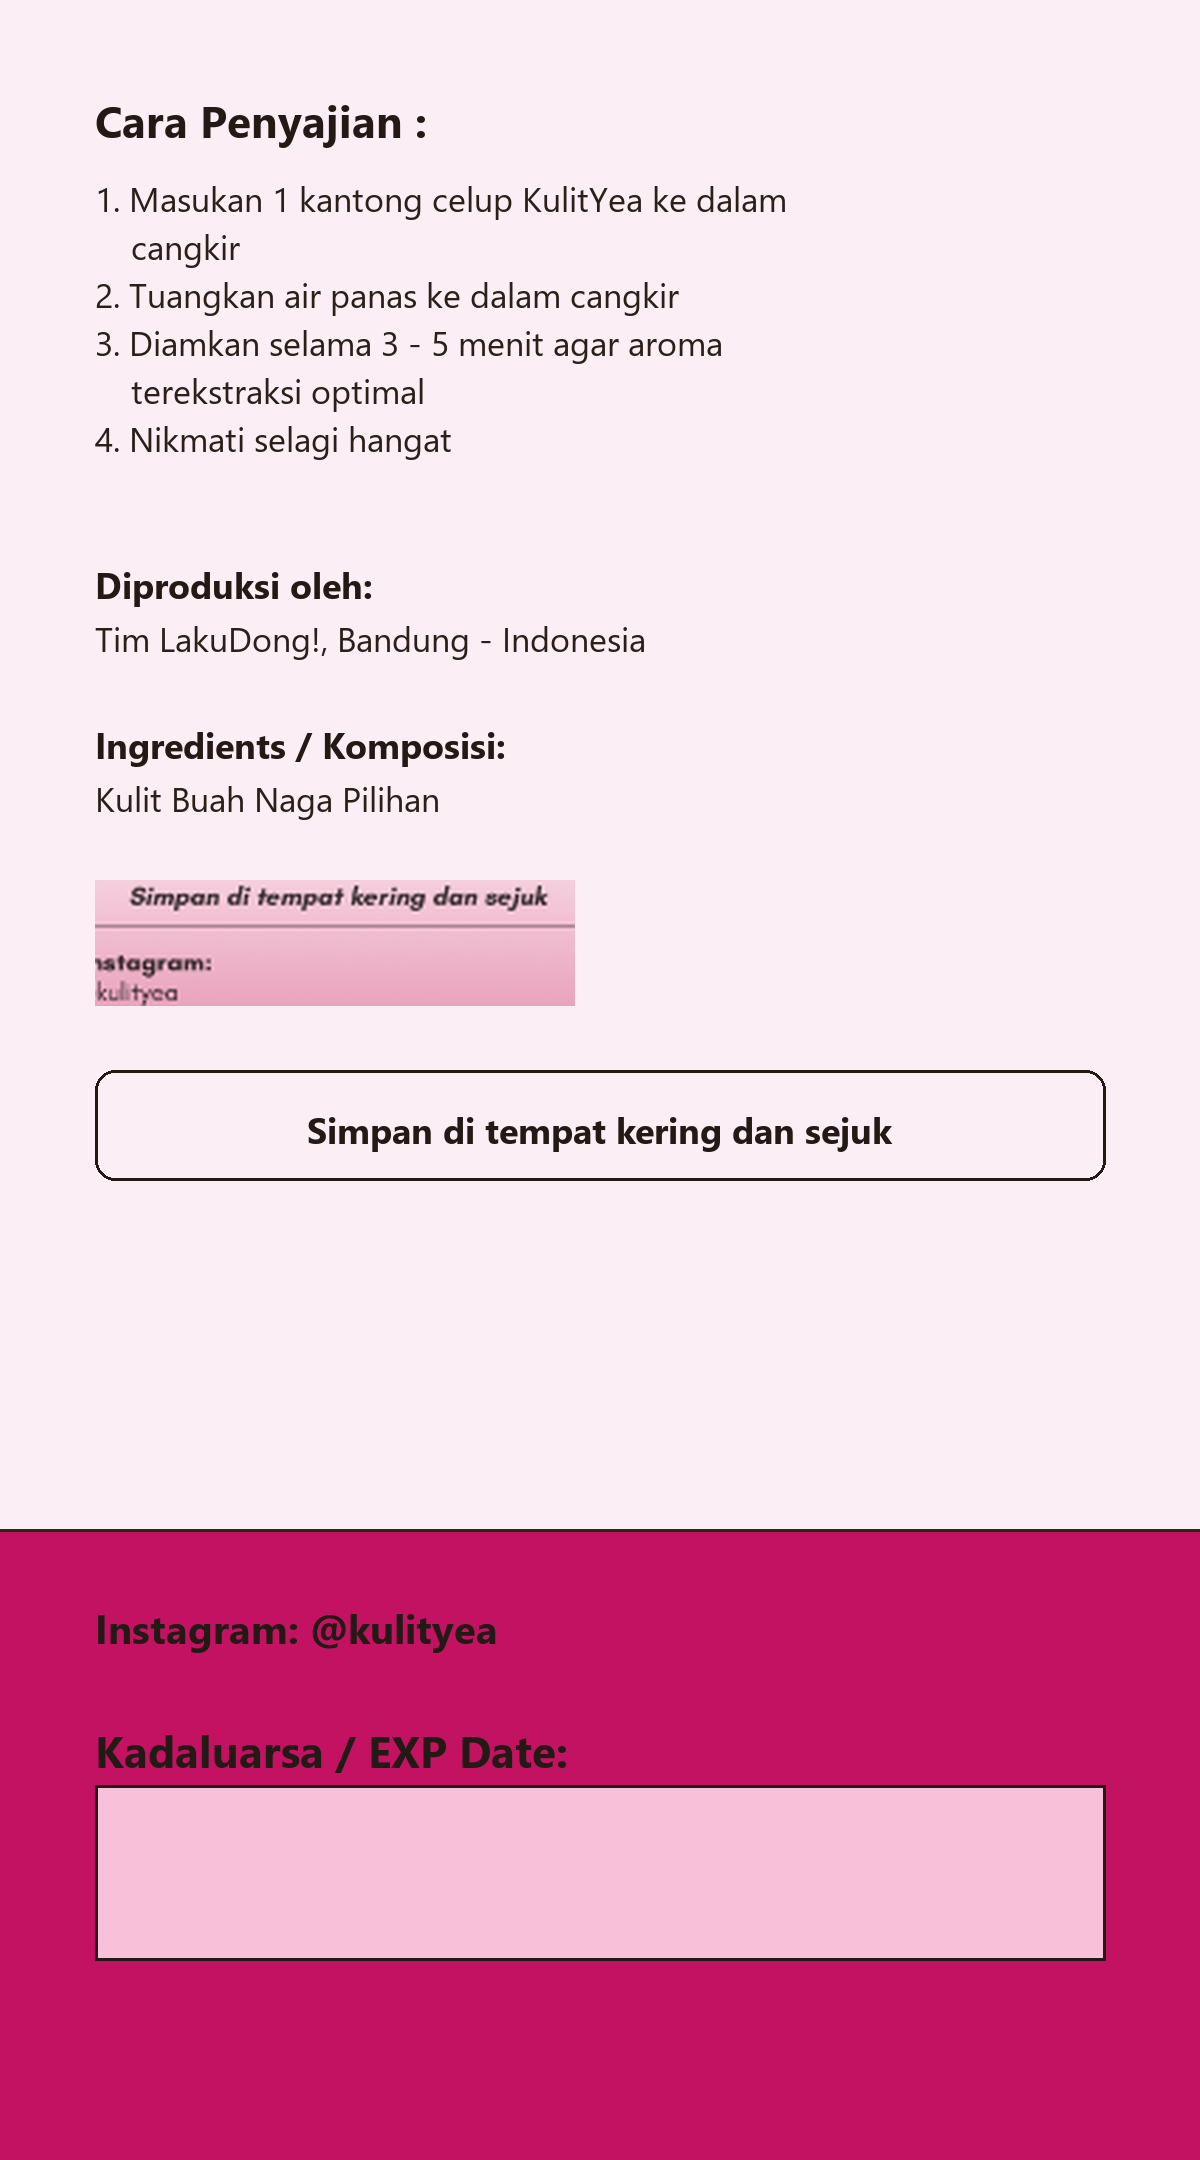 Cara Penyajian :
1. Masukan 1 kantong celup KulitYea ke dalam
cangkir
2. Tuangkan air panas ke dalam cangkir
3. Diamkan selama 3 - 5 menit agar aroma
terekstraksi optimal
4. Nikmati selagi hangat
Diproduksi oleh:
Tim LakuDong!, Bandung - Indonesia
Ingredients / Komposisi:
Kulit Buah Naga Pilihan
Simpan di tempat kering dan sejuk
nstagram:
kulityea
Simpan di tempat kering dan sejuk
Instagram: @kulityea
Kadaluarsa / EXP Date: